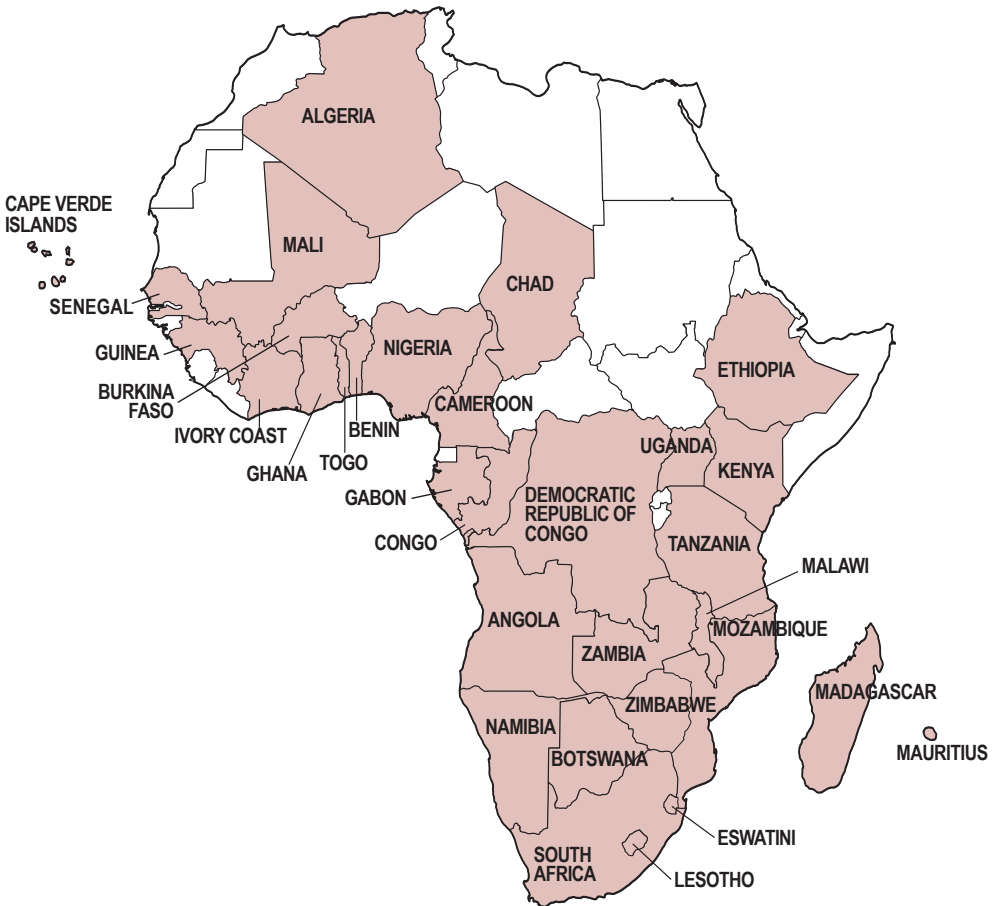 ALGERIA
CAPE VERDE
ISLANDS
MALI
CHAD
SENEGAL
GUINEA
NIGERIA
ETHIOPIA
BURKINA
FASO
CAMEROON
IVORY COAST
BENIN
UGANDA
GHANA
TOGO
KENYA
GABON
DEMOCRATIC
REPUBLIC OF
CONGO
CONGO
TANZANIA
MALAWI
ANGOLA
MOZAMBIQUE
ZAMBIA
MADAGASCAR
ZIMBABWE
NAMIBIA
MAURITIUS
BOTSWANA
ESWATINI
SOUTH
AFRICA
LESOTHO